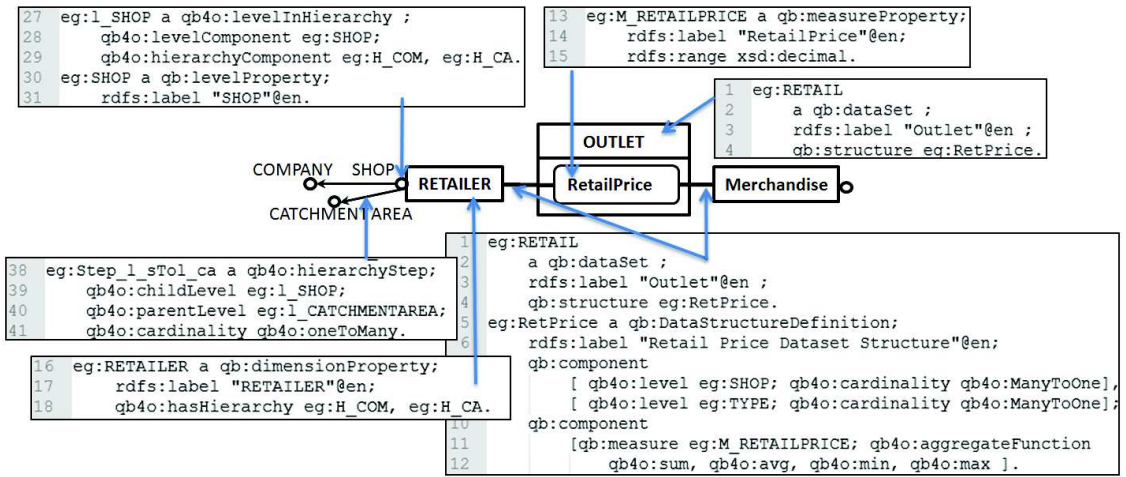 27 eg:l_SHOP a qb4o:levelInHierarchy ;
28 qb4o:levelComponent eg:SHOP;
29 qb4o:hierarchyComponent eg:H_COM, eg:H_CA.
30 eg:SHOP a qb:levelProperty;
31 rdfs:label "SHOP"@en.
13 eg:M_RETAILPRICE a qb:measureProperty;
14 rdfs:label "RetailPrice"@en;
15 rdfs:range xsd:decimal.
1 eg:RETAIL
2 a qb:dataSet ;
3 rdfs:label "Outlet"@en ;
4 qb:structure eg:RetPrice.
OUTLET
COMPANY SHOP
RETAILER
RetailPrice
Merchandise
CATCHMENTAREA
1 eg:RETAIL
2 a qb:dataSet ;
3 rdfs:label "Outlet"@en ;
4 qb:structure eg:RetPrice.
5 eg:RetPrice a qb:DataStructureDefinition;
6 rdfs:label "Retail Price Dataset Structure"@en;
qb:component
[ qb4o:level eg:SHOP; qb4o:cardinality qb4o:ManyToOne],
[ qb4o:level eg:TYPE; qb4o:cardinality qb4o:ManyToOne];
10 qb:component
11 [qb:measure eg:M_RETAILPRICE; qb4o:aggregateFunction
12 qb4o:sum, qb4o:avg, qb4o:min, qb4o:max ].
38 eg:Step_l_sTol_ca a qb4o:hierarchyStep;
39 qb4o:childLevel eg:l_SHOP;
40 qb4o:parentLevel eg:l_CATCHMENTAREA;
41 qb4o:cardinality qb4o:oneToMany.
16 eg:RETAILER a qb:dimensionProperty;
17 rdfs:label "RETAILER"@en;
18 qb4o:hasHierarchy eg:H_COM, eg:H_CA.